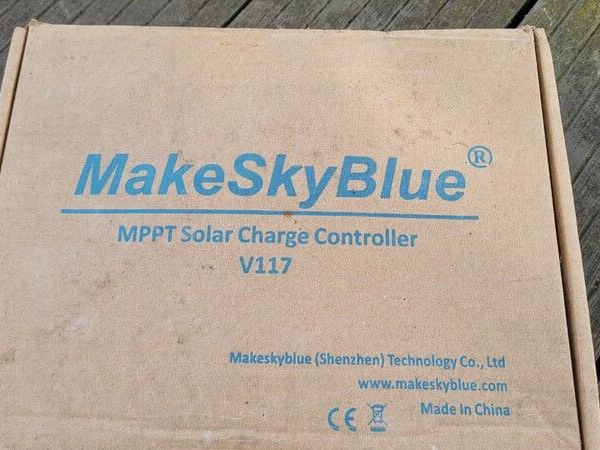 MakeSkyBlue®
MPPT Solar Charge Controller
V117
Makeskyblue (Shenzhen) Technology Co., Ltd
www.makeskyblue.com
CE Made in China